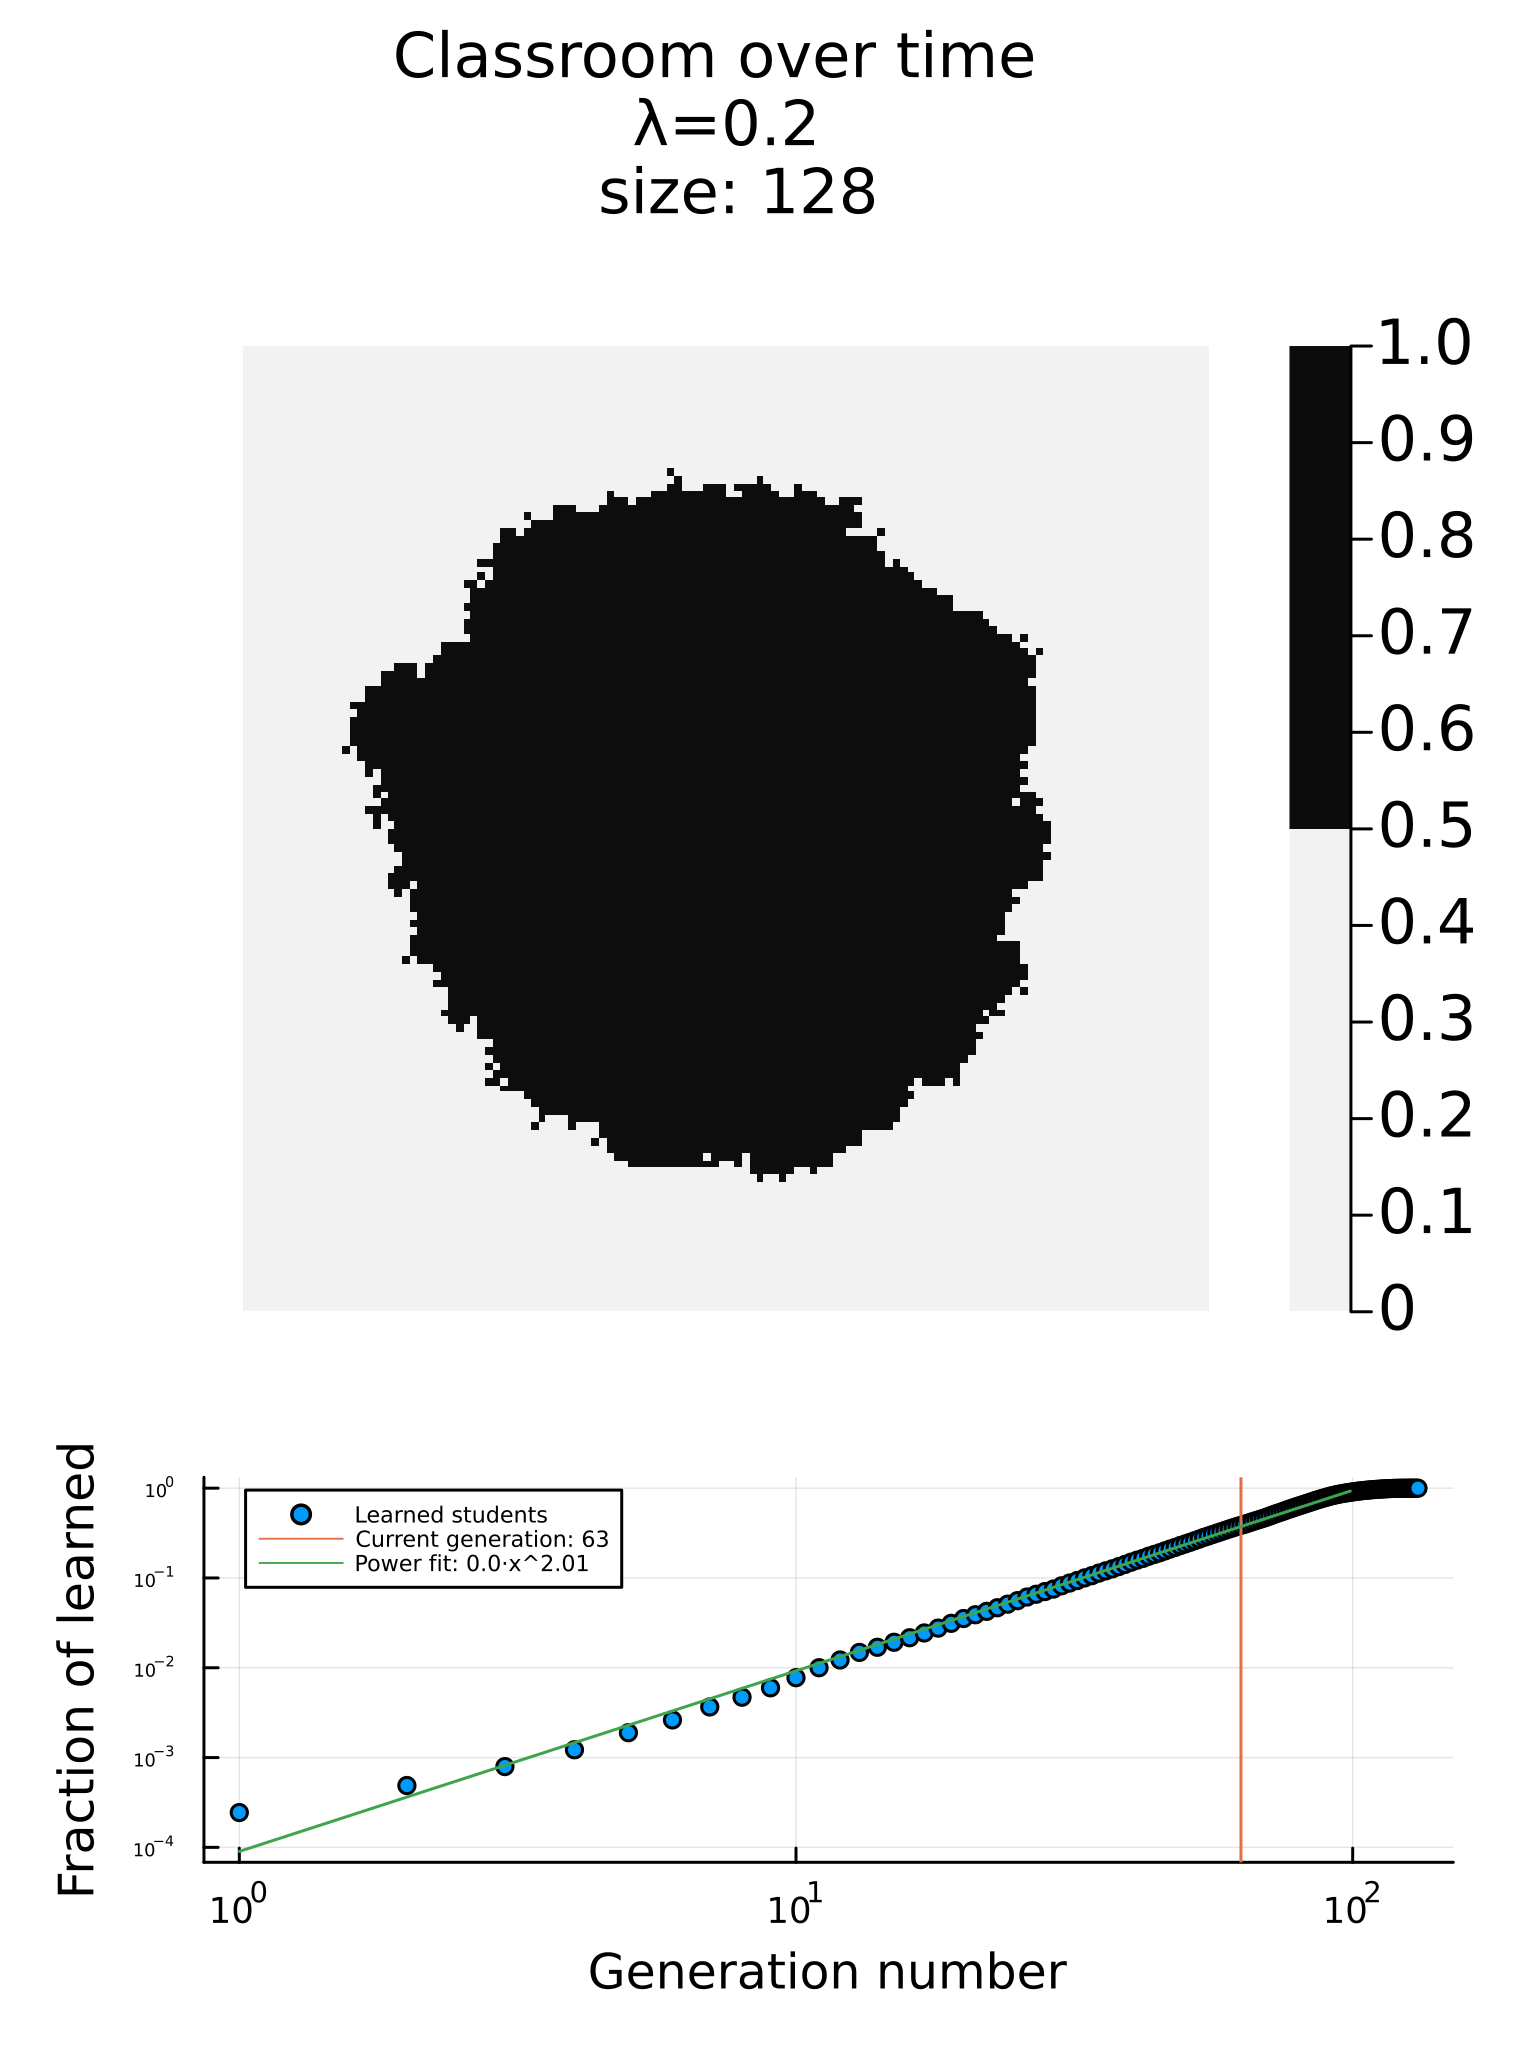 Classroom over time
λ=0.2
size: 128
1.0
0.9
0.8
0.7
0.6
0.5
0.4
0.3
0.2
0.1
0
Fraction of learned
10^0
10^-1
10^-2
10^-3
10^-4
Learned students
Current generation: 63
Power fit: 0.0·x^2.01
10^0 10^1 10^2
Generation number